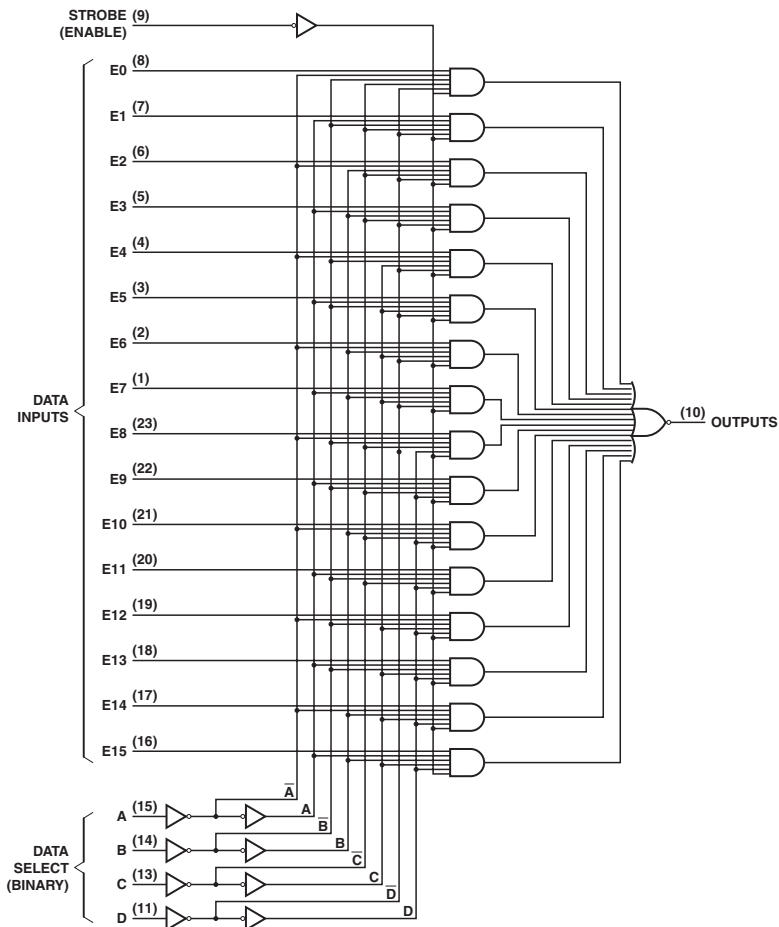 STROBE (9)
(ENABLE)
E0 (8)
E1 (7)
E2 (6)
E3 (5)
E4 (4)
E5 (3)
E6 (2)
E7 (1)
DATA
INPUTS
(10) OUTPUTS
E8 (23)
E9 (22)
E10 (21)
E11 (20)
E12 (19)
E13 (18)
E14 (17)
E15 (16)
A̅
A (15) A
B̅
B (14) B
C̅
DATA
SELECT
(BINARY)
C (13) C
D̅
D (11) D